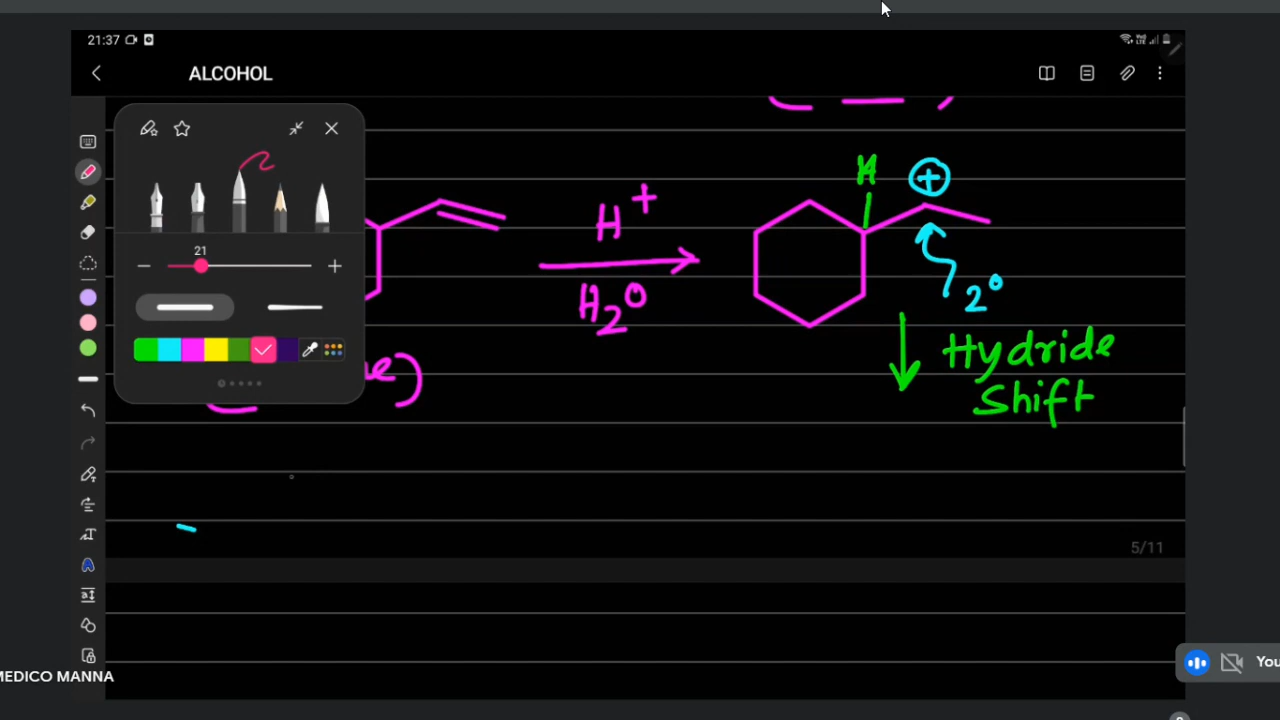 21:37
ALCOHOL
21
H
+
H+
H2O
2°
Hydride
Shift
e)
5/11
MEDICO MANNA
You